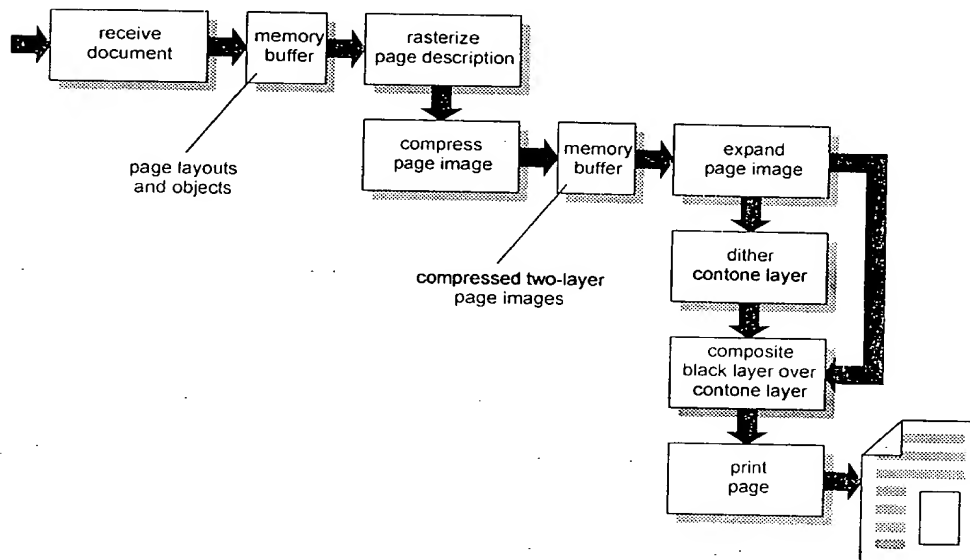 receive
document
memory
buffer
rasterize
page description
page layouts
and objects
compress
page image
memory
buffer
expand
page image
compressed two-layer
page images
dither
contone layer
composite
black layer over
contone layer
print
page